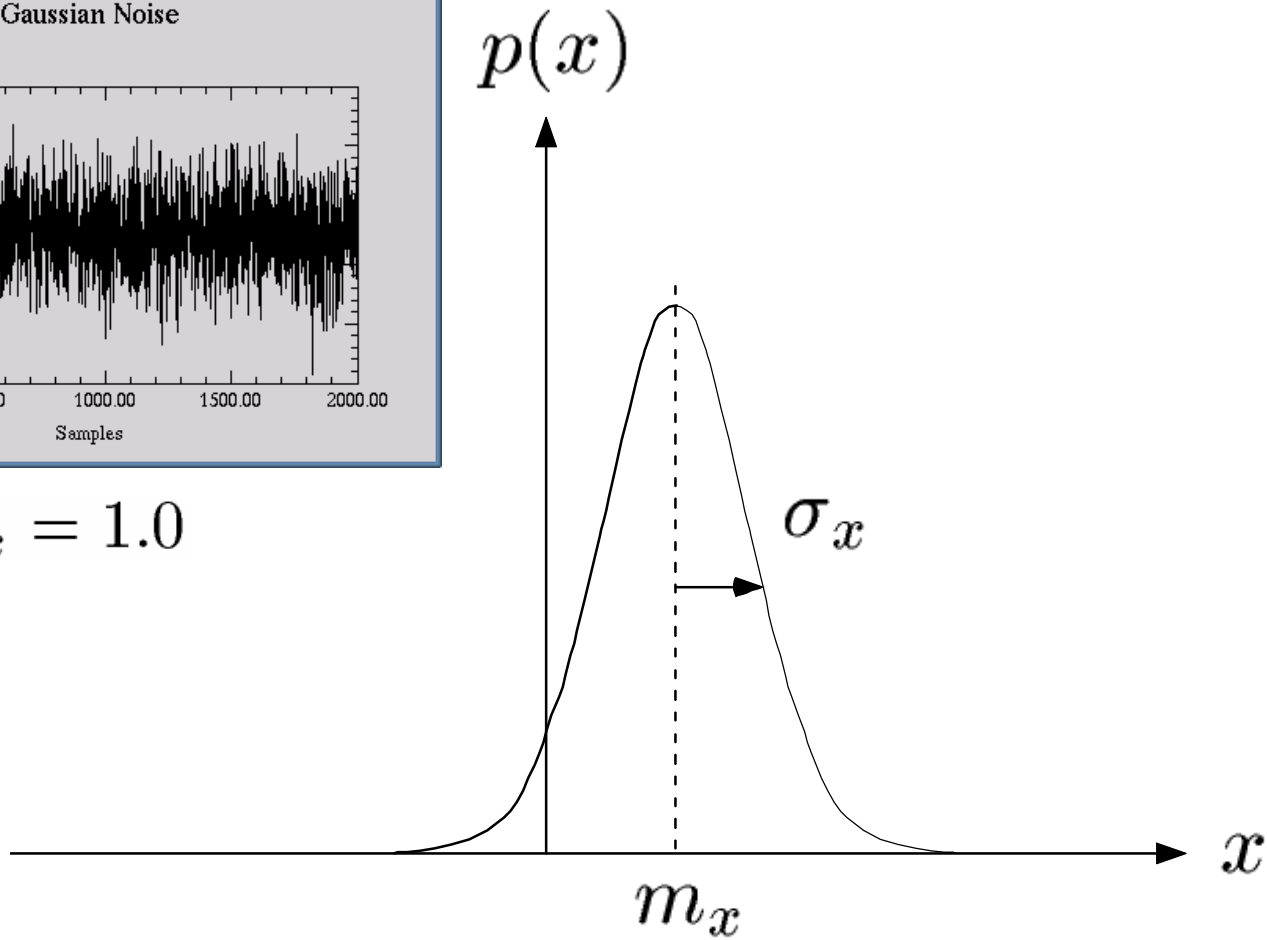 Gaussian Noise
p(x)
1000.00 1500.00 2000.00
Samples
= 1.0
σ_x
x
m_x